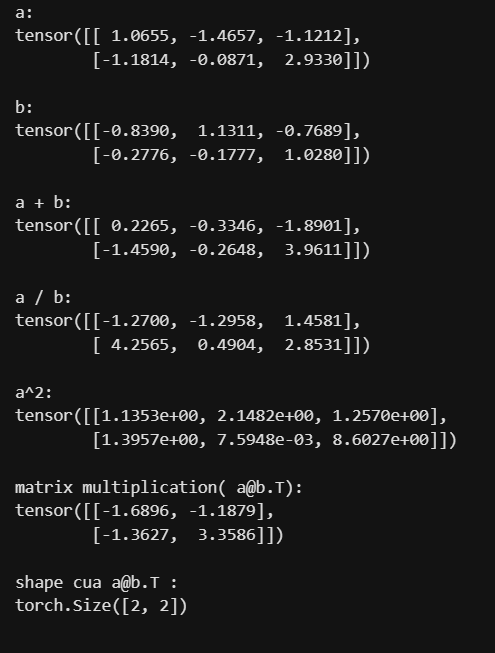 a:
tensor([[ 1.0655, -1.4657, -1.1212],
        [-1.1814, -0.0871,  2.9330]])

b:
tensor([[-0.8390,  1.1311, -0.7689],
        [-0.2776, -0.1777,  1.0280]])

a + b:
tensor([[ 0.2265, -0.3346, -1.8901],
        [-1.4590, -0.2648,  3.9611]])

a / b:
tensor([[-1.2700, -1.2958,  1.4581],
        [ 4.2565,  0.4904,  2.8531]])

a^2:
tensor([[1.1353e+00, 2.1482e+00, 1.2570e+00],
        [1.3957e+00, 7.5948e-03, 8.6027e+00]])

matrix multiplication( a@b.T):
tensor([[-1.6896, -1.1879],
        [-1.3627,  3.3586]])

shape cua a@b.T :
torch.Size([2, 2])